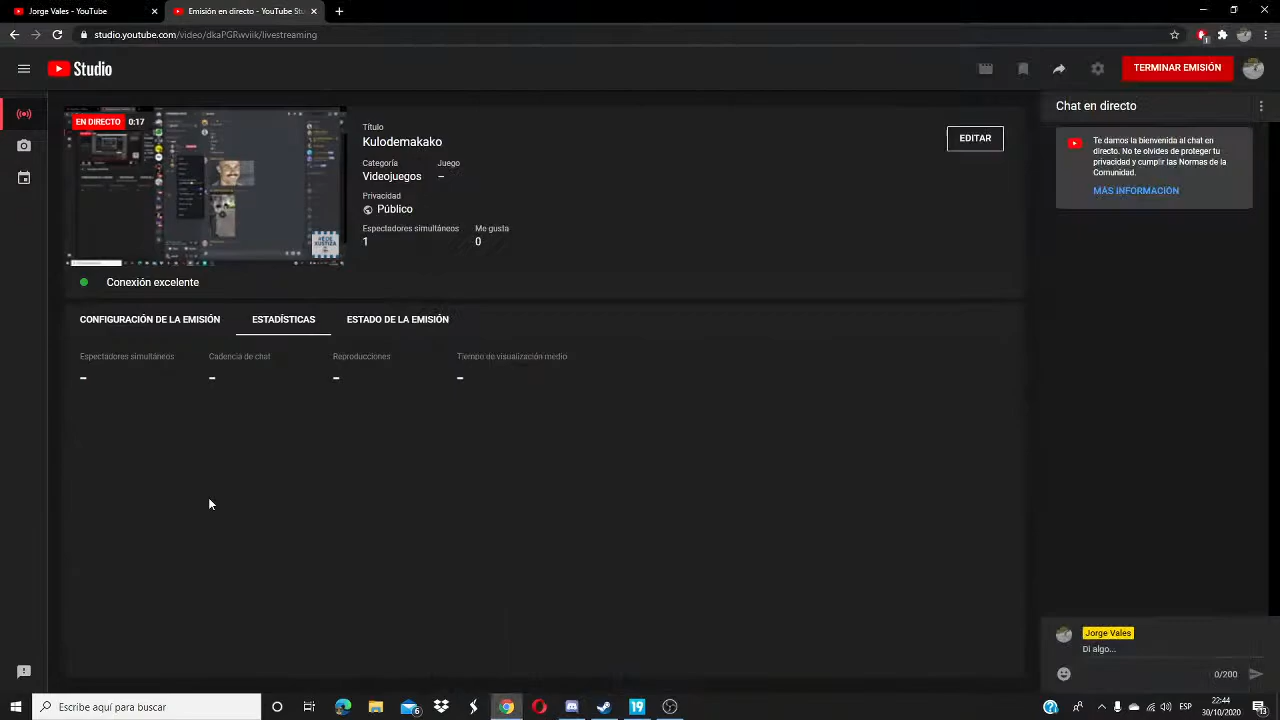 Jorge Vales - YouTube
Emisión en directo - YouTube Stu
studio.youtube.com/video/dkaPGRwviik/livestreaming
1
Studio
TERMINAR EMISIÓN
EN DIRECTO 0:17
Título
Kulodemakako
Categoría Juego
Videojuegos –
Privacidad
Público
Espectadores simultáneos Me gusta
1 0
EDITAR
Conexión excelente
CONFIGURACIÓN DE LA EMISIÓN ESTADÍSTICAS ESTADO DE LA EMISIÓN
Espectadores simultáneos Cadencia de chat Reproducciones Tiempo de visualización medio
– – – –
Chat en directo
Te damos la bienvenida al chat en
directo. No te olvides de proteger tu
privacidad y cumplir las Normas de la
Comunidad.
MÁS INFORMACIÓN
Jorge Vales
Di algo...
0/200
Escribe aquí para buscar
6
19
ESP
22:44
30/10/2020